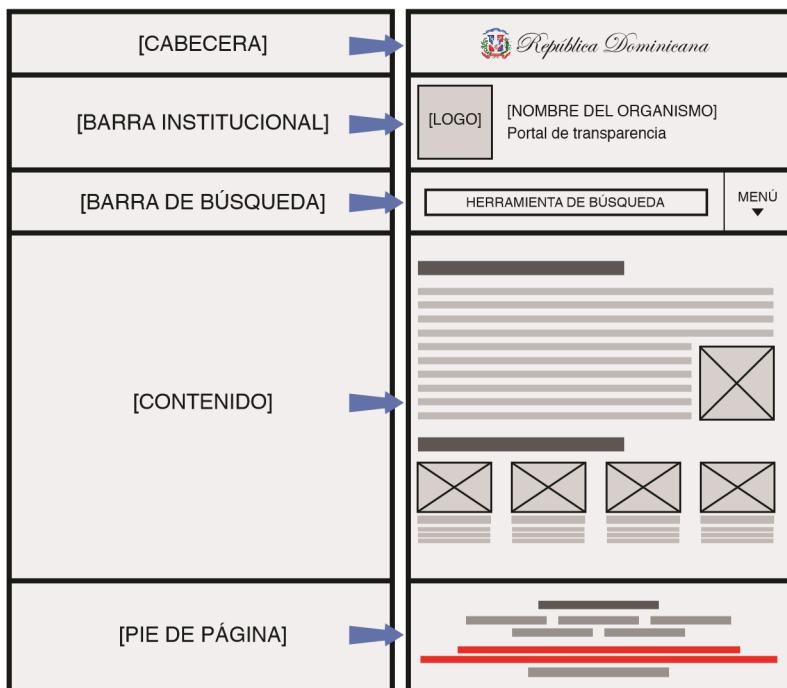 [CABECERA]
República Dominicana
[BARRA INSTITUCIONAL]
[LOGO]
[NOMBRE DEL ORGANISMO]
Portal de transparencia
[BARRA DE BÚSQUEDA]
HERRAMIENTA DE BÚSQUEDA
MENÚ
[CONTENIDO]
[PIE DE PÁGINA]